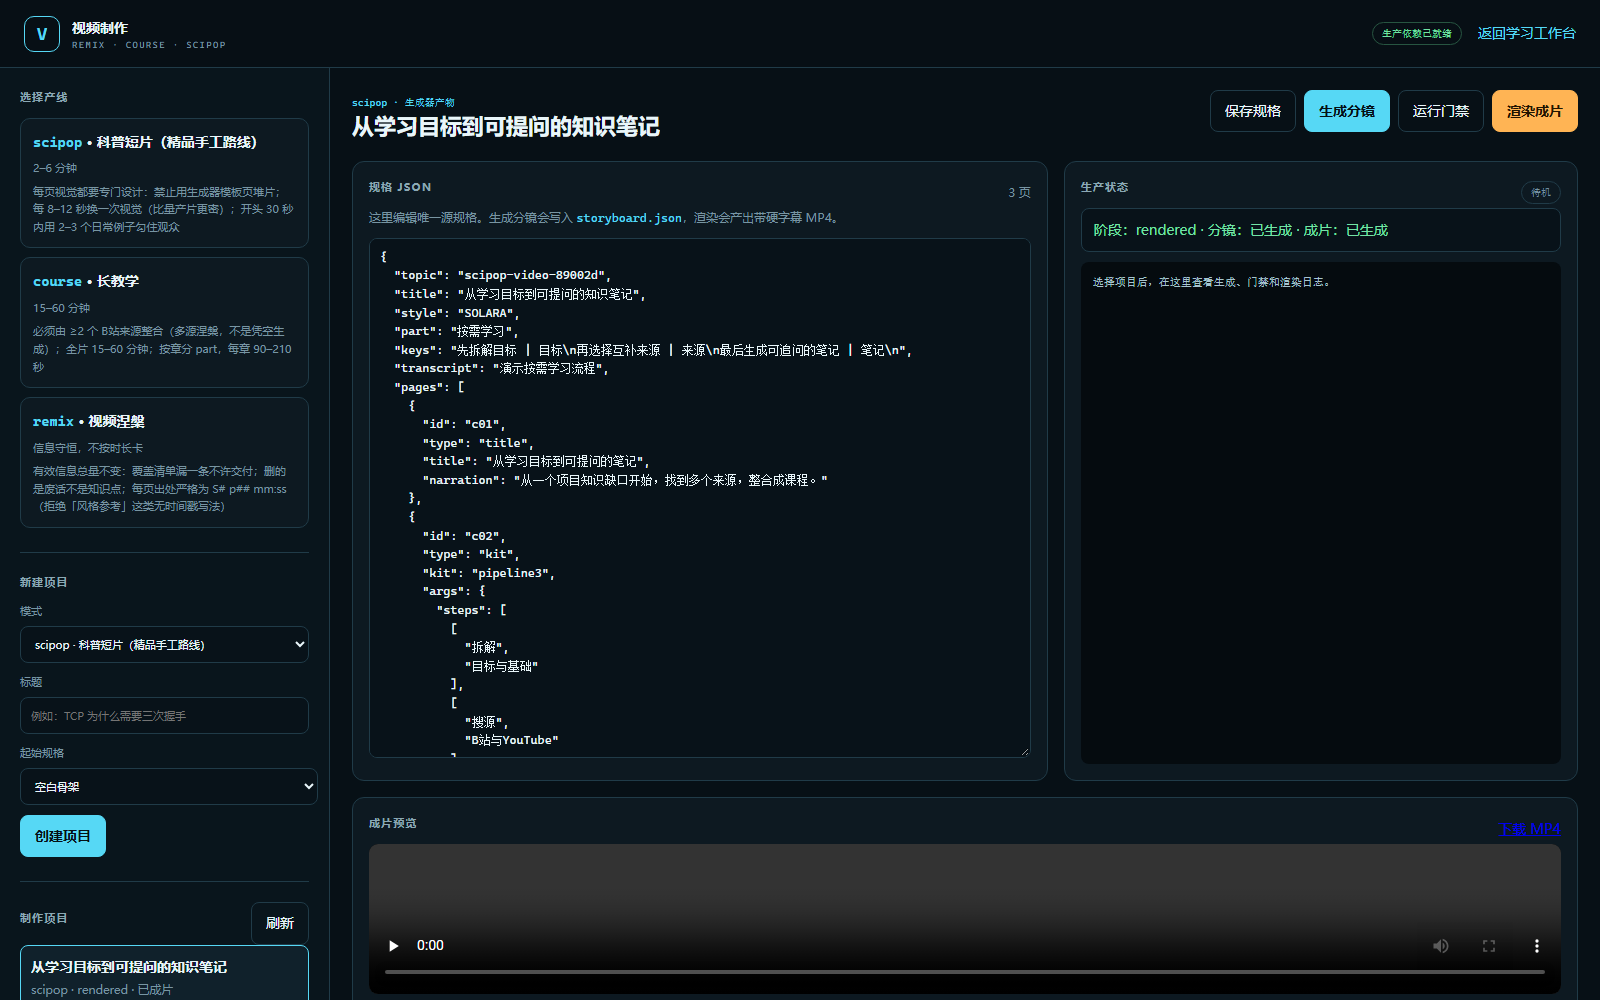 V
视频制作
REMIX · COURSE · SCIPOP
生产依赖已就绪
返回学习工作台
选择产线
scipop • 科普短片（精品手工路线）
2–6 分钟
每页视觉都要专门设计：禁止用生成器模板页堆片；
每 8–12 秒换一次视觉（比量产片更密）；开头 30 秒
内用 2–3 个日常例子勾住观众
course • 长教学
15–60 分钟
必须由 ≥2 个 B站来源整合（多源涅槃，不是凭空生
成）；全片 15–60 分钟；按章分 part，每章 90–210
秒
remix • 视频涅槃
信息守恒，不按时长卡
有效信息总量不变：覆盖清单漏一条不许交付；删的
是废话不是知识点；每页出处严格为 S# p## mm:ss
（拒绝「风格参考」这类无时间戳写法）
新建项目
模式
scipop · 科普短片（精品手工路线）
标题
例如：TCP 为什么需要三次握手
起始规格
空白骨架
创建项目
制作项目
刷新
从学习目标到可提问的知识笔记
scipop · rendered · 已成片
scipop · 生成器产物
从学习目标到可提问的知识笔记
保存规格
生成分镜
运行门禁
渲染成片
规格 JSON
3 页
这里编辑唯一源规格。生成分镜会写入 storyboard.json，渲染会产出带硬字幕 MP4。
{
"topic": "scipop-video-89002d",
"title": "从学习目标到可提问的知识笔记",
"style": "SOLARA",
"part": "按需学习",
"keys": "先拆解目标 | 目标\n再选择互补来源 | 来源\n最后生成可追问的笔记 | 笔记\n",
"transcript": "演示按需学习流程",
"pages": [
{
"id": "c01",
"type": "title",
"title": "从学习目标到可提问的笔记",
"narration": "从一个项目知识缺口开始，找到多个来源，整合成课程。"
},
{
"id": "c02",
"type": "kit",
"kit": "pipeline3",
"args": {
"steps": [
[
"拆解",
"目标与基础"
],
[
"搜源",
"B站与YouTube"
]
生产状态
待机
阶段：rendered · 分镜：已生成 · 成片：已生成
选择项目后，在这里查看生成、门禁和渲染日志。
成片预览
下载 MP4
0:00